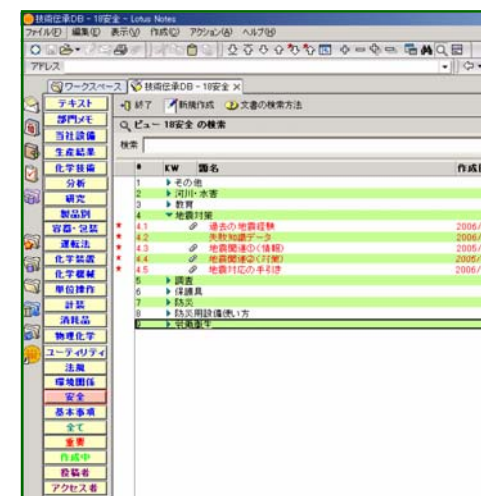 技術伝承DB - 18安全 - Lotus Notes
ファイル(F) 編集(E) 表示(V) 作成(C) アクション(A) ヘルプ(H)
アドレス
ワークスペース 技術伝承DB - 18安全 ×
終了 新規作成 文書の検索方法
ビュー 18安全 の検索
検索
# KW 題名 作成
1 その他
2 河川・水害
3 教育
4 地震対策
4.1 過去の地震経験 2006/
4.2 失敗知識データ 2006/
4.3 地震関連①(情報) 2005/
4.4 地震関連②(対策) 2005/
4.5 地震対応の手引き 2006/
5 調査
6 保護具
7 防災
8 防災用設備使い方
9 労働衛生
テキスト
部門メモ
当社設備
生産結果
化学技術
分析
研究
製品別
容器・包装
運転法
化学装置
化学機械
単位操作
計装
消耗品
物理化学
ユーティリティ
法規
環境関係
安全
基本事項
全て
重要
作成中
投稿者
アクセス者